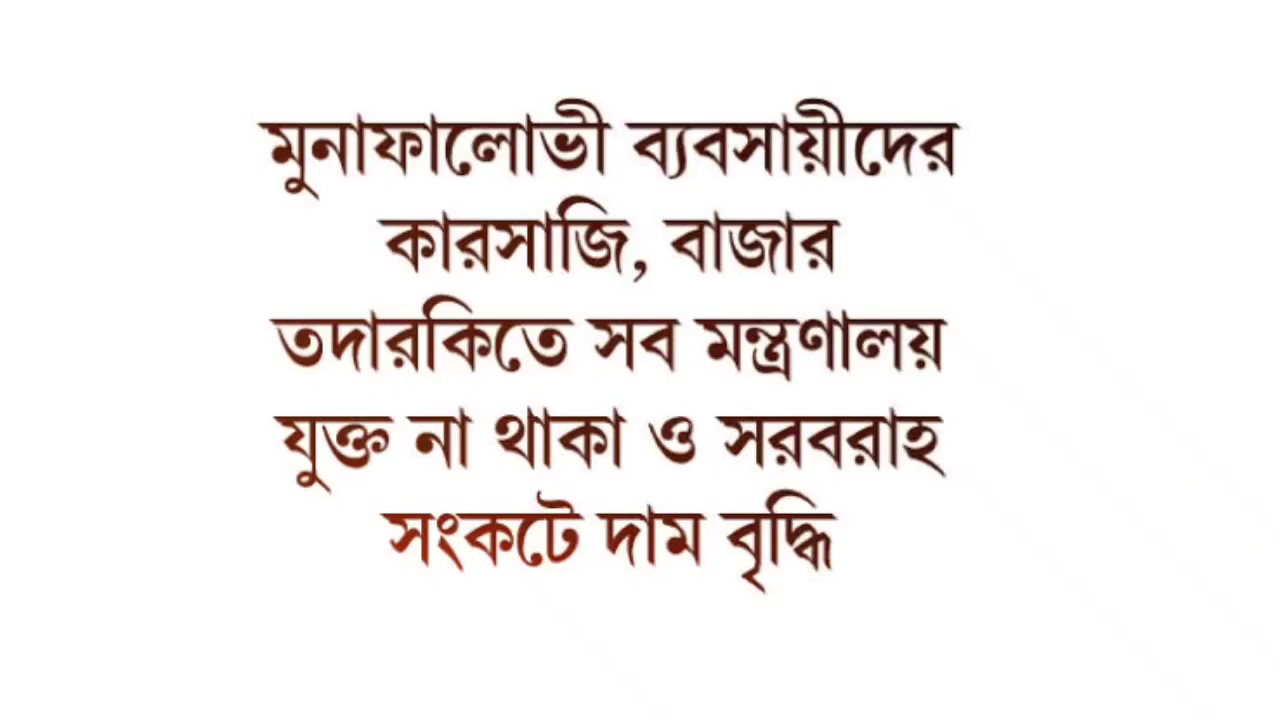 মুনাফালোভী ব্যবসায়ীদের
কারসাজি, বাজার
তদারকিতে সব মন্ত্রণালয়
যুক্ত না থাকা ও সরবরাহ
সংকটে দাম বৃদ্ধি